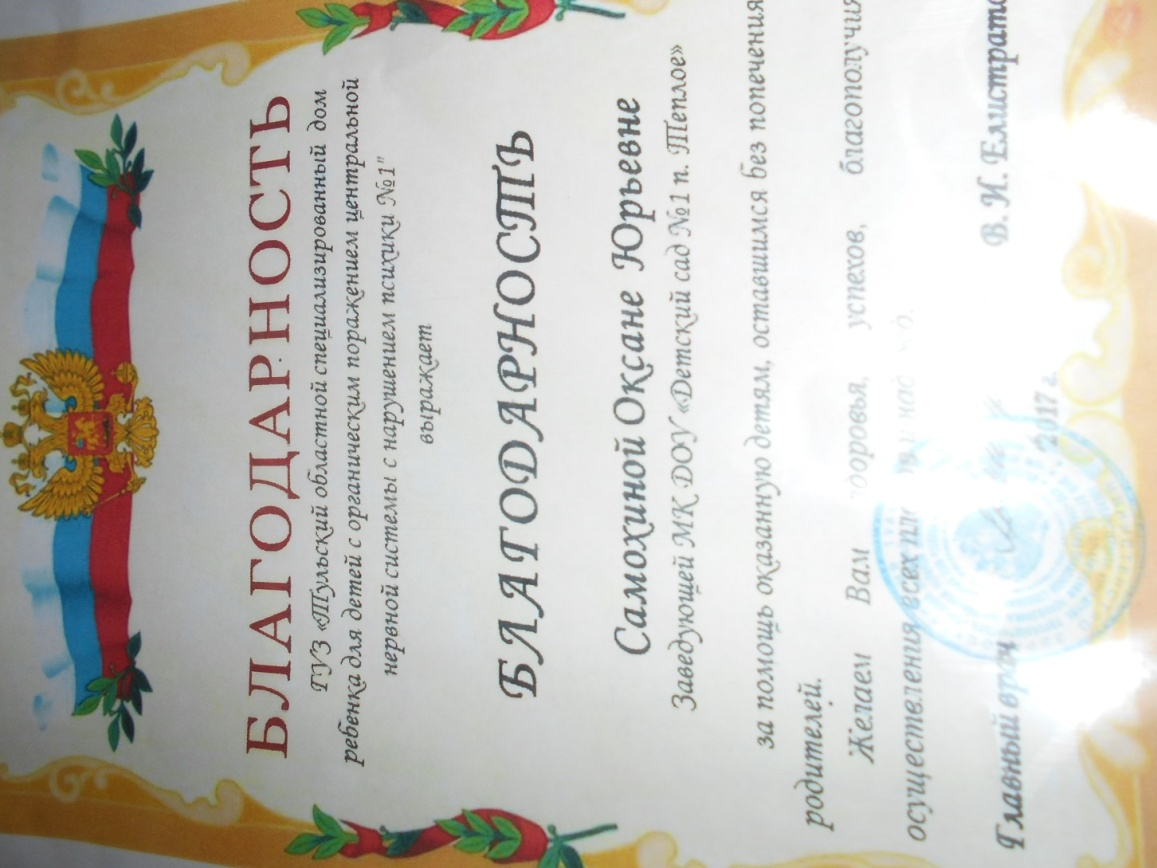 БЛАГОДАРНОСТЬ
ГУЗ «Тульский областной специализированный дом
ребенка для детей с органическим поражением центральной
нервной системы с нарушением психики №1"
выражает
БЛАГОДАРНОСТЬ
Самохиной Оксане Юрьевне
Заведующей МК ДОУ «Детский сад №1 п. Теплое»
за помощь оказанную детям, оставшимся без попечения
родителей.
Желаем Вам здоровья, успехов, благополучия
осуществления всех
Главный врач В. И. Елистрато
2017 г.